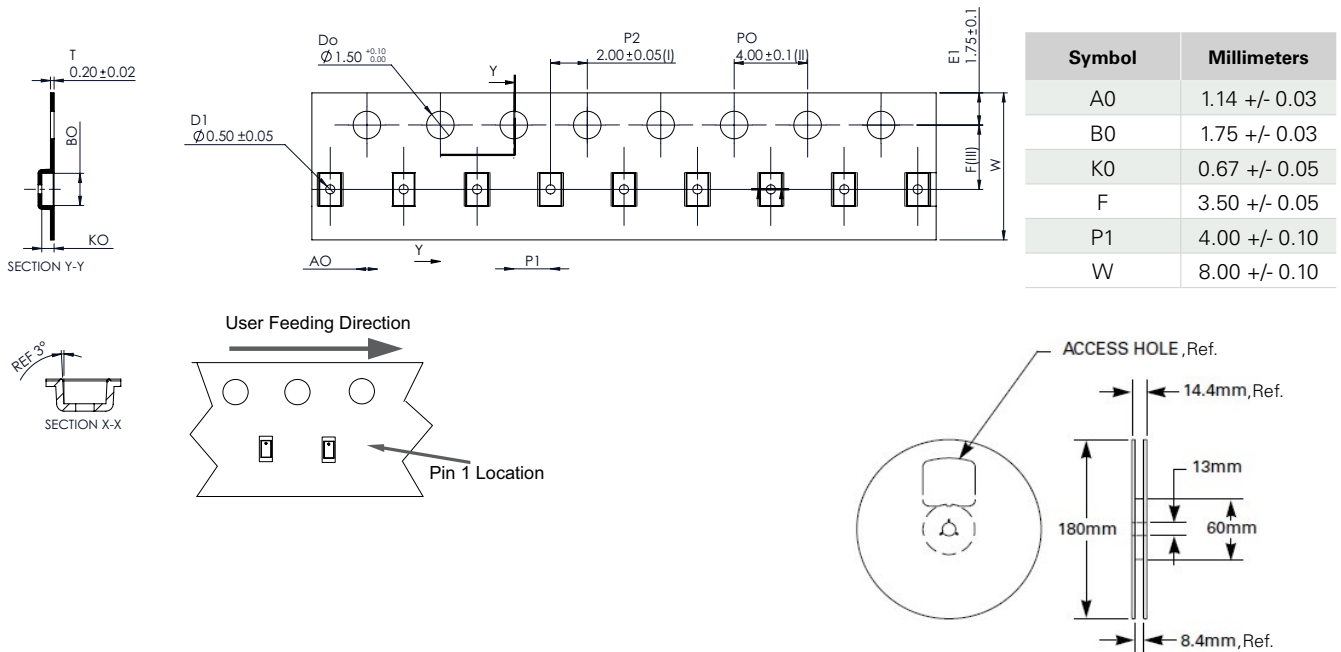 T
0.20±0.02
BO
KO
SECTION Y-Y
Do
Ø1.50 +0.10 0.00
Y
P2
2.00±0.05(I)
PO
4.00±0.1(II)
E1
1.75±0.1
D1
Ø0.50 ±0.05
F(III)
W
AO
Y
P1
Symbol Millimeters
A0 1.14 +/- 0.03
B0 1.75 +/- 0.03
K0 0.67 +/- 0.05
F 3.50 +/- 0.05
P1 4.00 +/- 0.10
W 8.00 +/- 0.10
REF 3°
SECTION X-X
User Feeding Direction
Pin 1 Location
ACCESS HOLE,Ref.
14.4mm,Ref.
13mm
180mm
60mm
8.4mm,Ref.